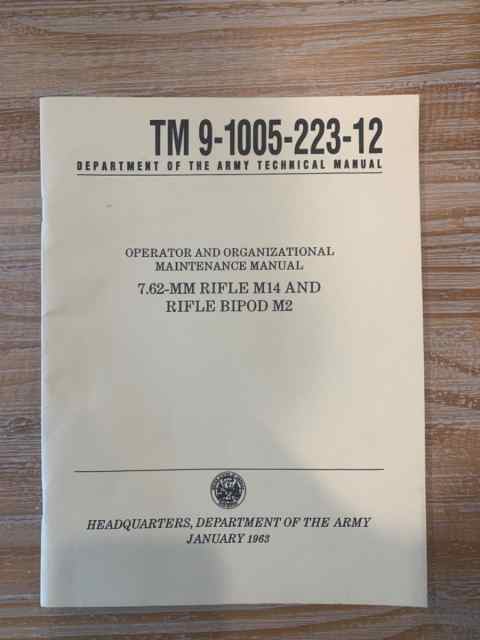 TM 9-1005-223-12
DEPARTMENT OF THE ARMY TECHNICAL MANUAL
OPERATOR AND ORGANIZATIONAL
MAINTENANCE MANUAL
7.62-MM RIFLE M14 AND
RIFLE BIPOD M2
HEADQUARTERS, DEPARTMENT OF THE ARMY
JANUARY 1963